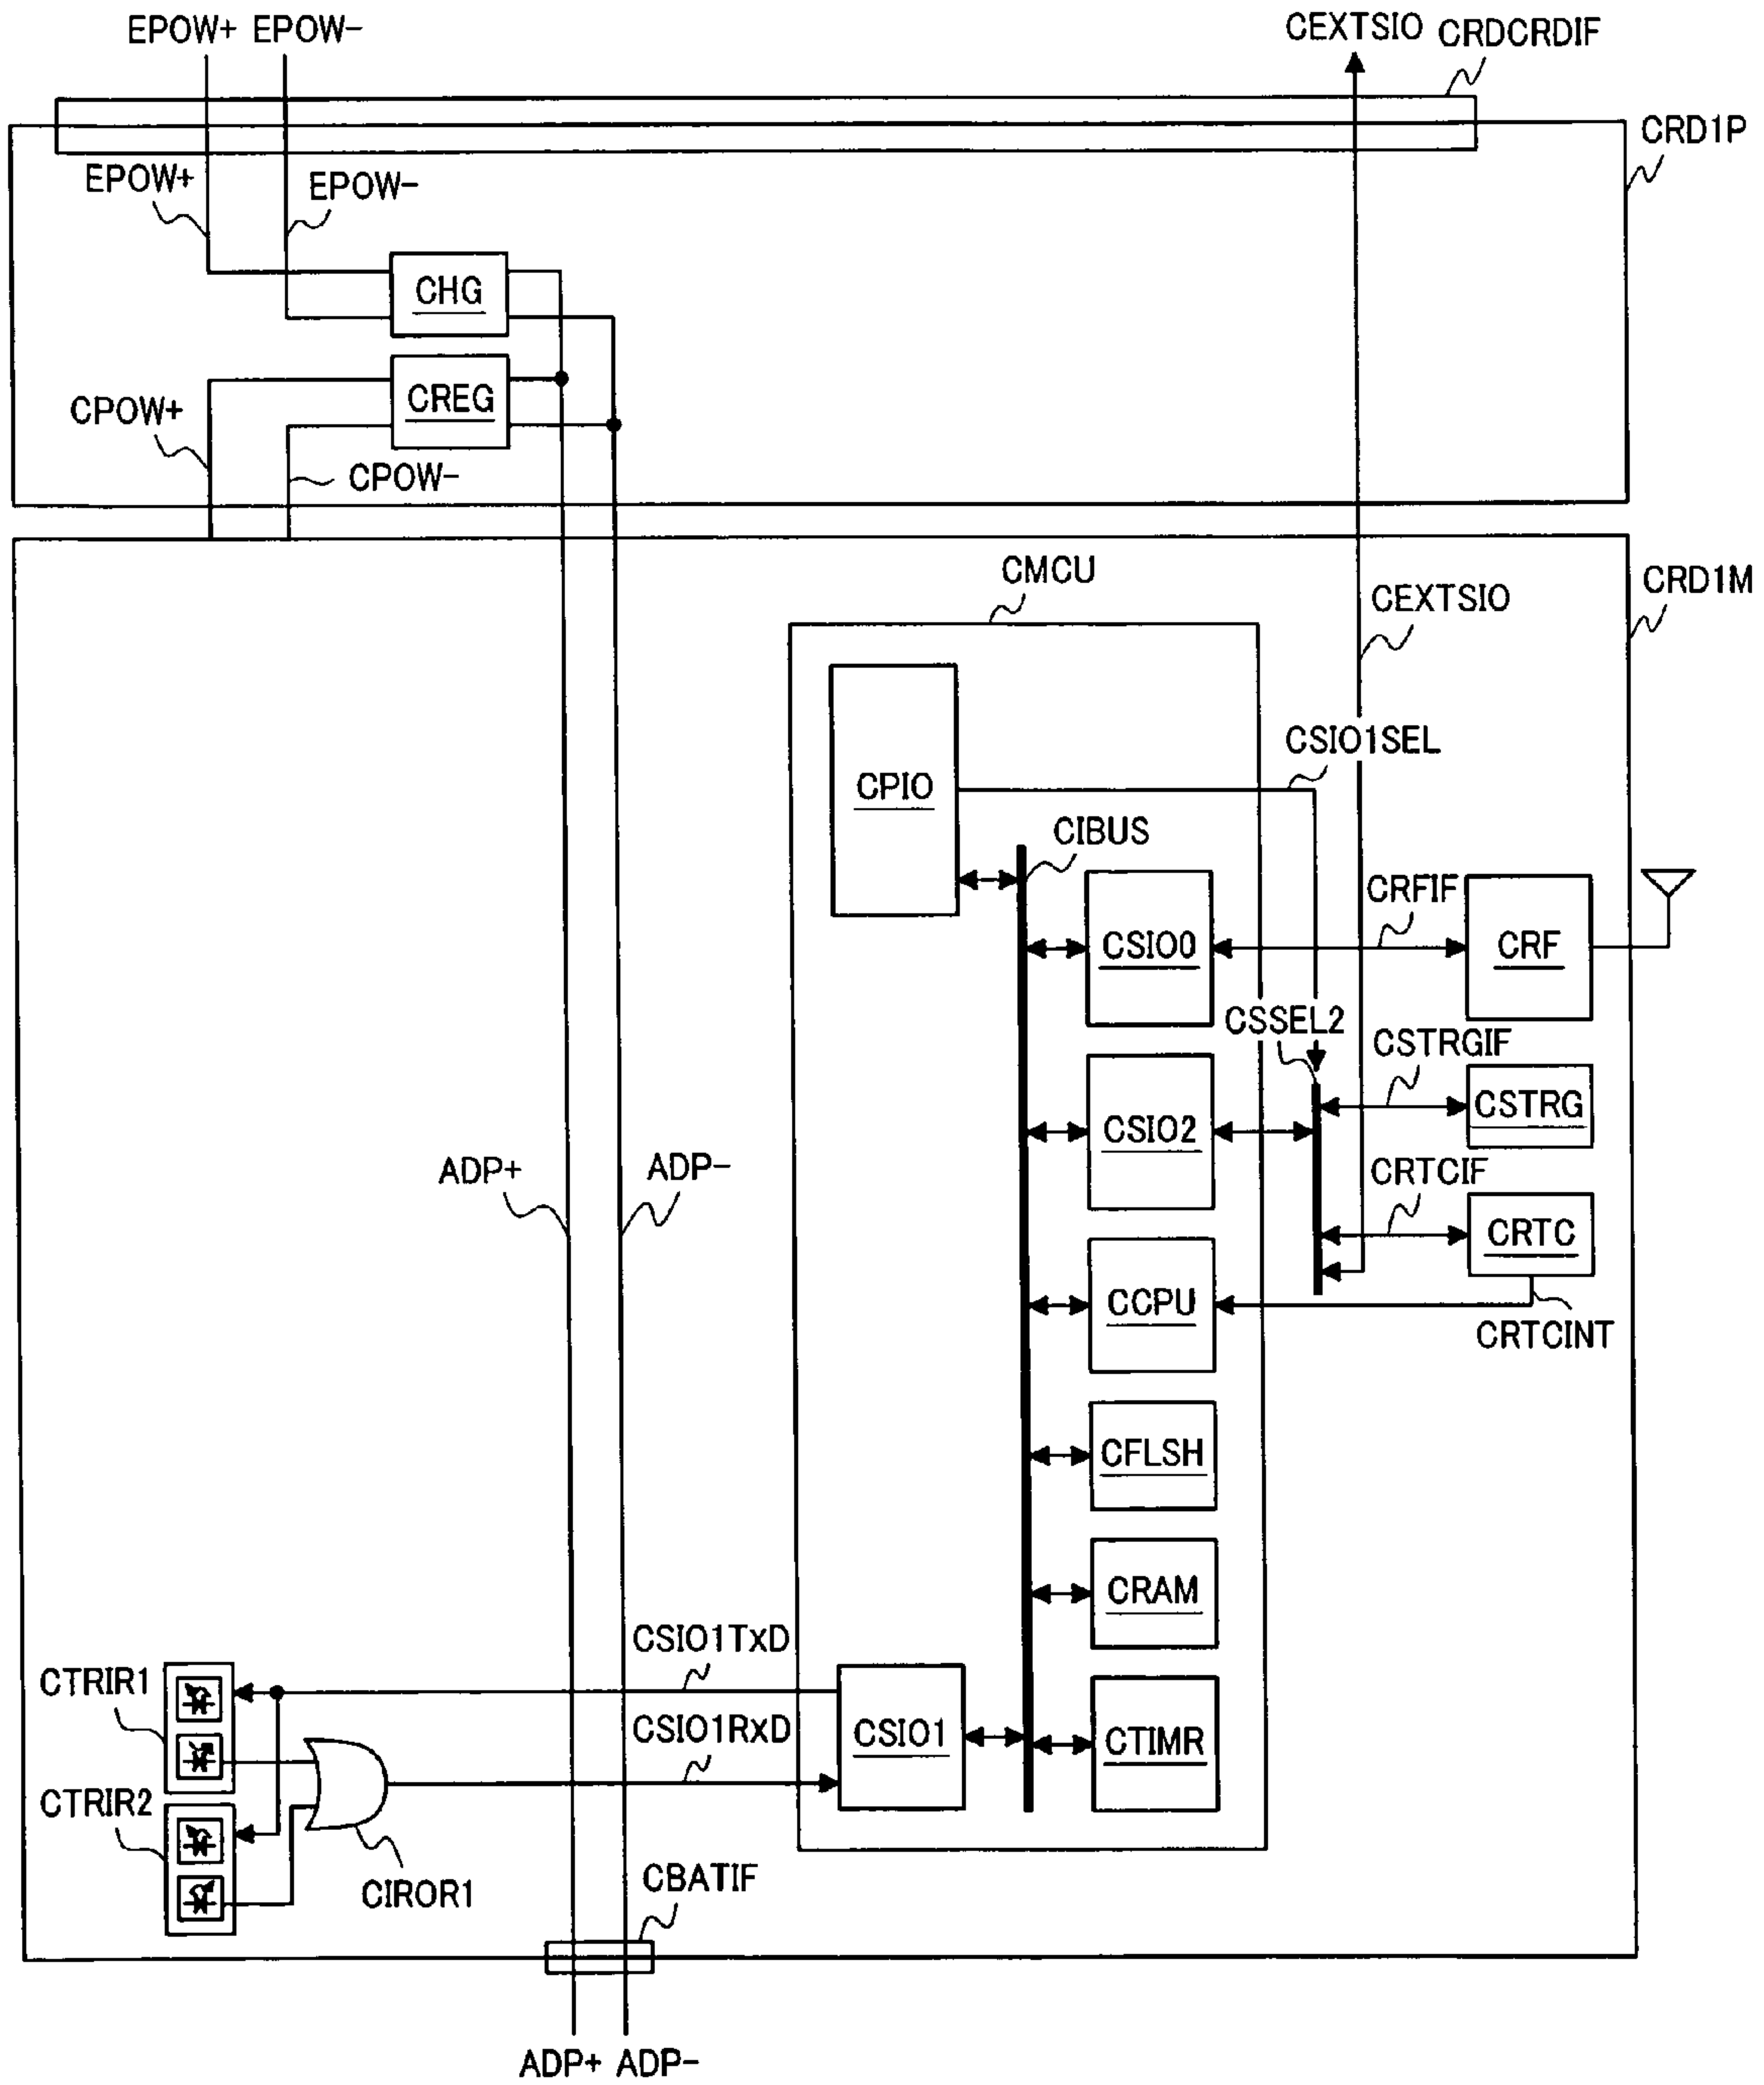 EPOW+ EPOW-
CEXTSIO
CRDCRDIF
CRD1P
EPOW+
EPOW-
CHG
CREG
CPOW+
CPOW-
CMCU
CRD1M
CEXTSIO
CPIO
CSIO1SEL
CIBUS
CRFIF
CSIO0
CRF
CSSEL2
CSTRGIF
CSTRG
CSIO2
ADP+
ADP-
CRTCIF
CRTC
CCPU
CRTCINT
CFLSH
CRAM
CSIO1TxD
CTRIR1
CSIO1RxD
CSIO1
CTIMR
CTRIR2
CIROR1
CBATIF
ADP+ ADP-